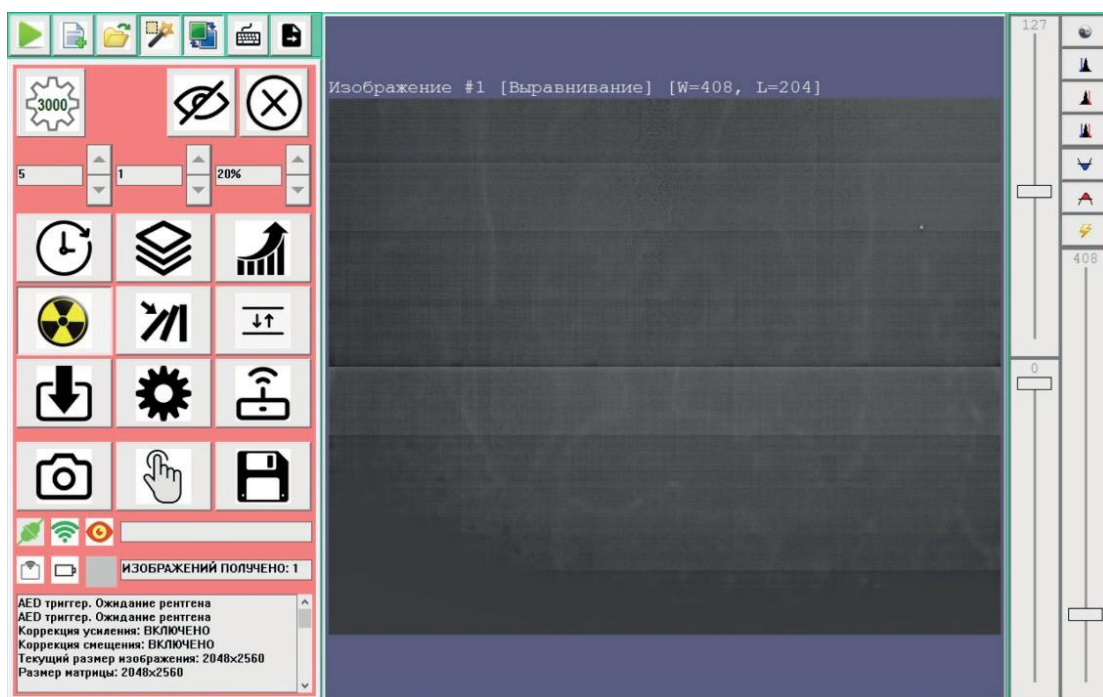 127
Изображение #1 [Выравнивание] [W=408, L=204]
3000
5
1
20%
408
0
ИЗОБРАЖЕНИЙ ПОЛУЧЕНО: 1
AED триггер. Ожидание рентгена
AED триггер. Ожидание рентгена
Коррекция усиления: ВКЛЮЧЕНО
Коррекция смещения: ВКЛЮЧЕНО
Текущий размер изображения: 2048x2560
Размер матрицы: 2048x2560